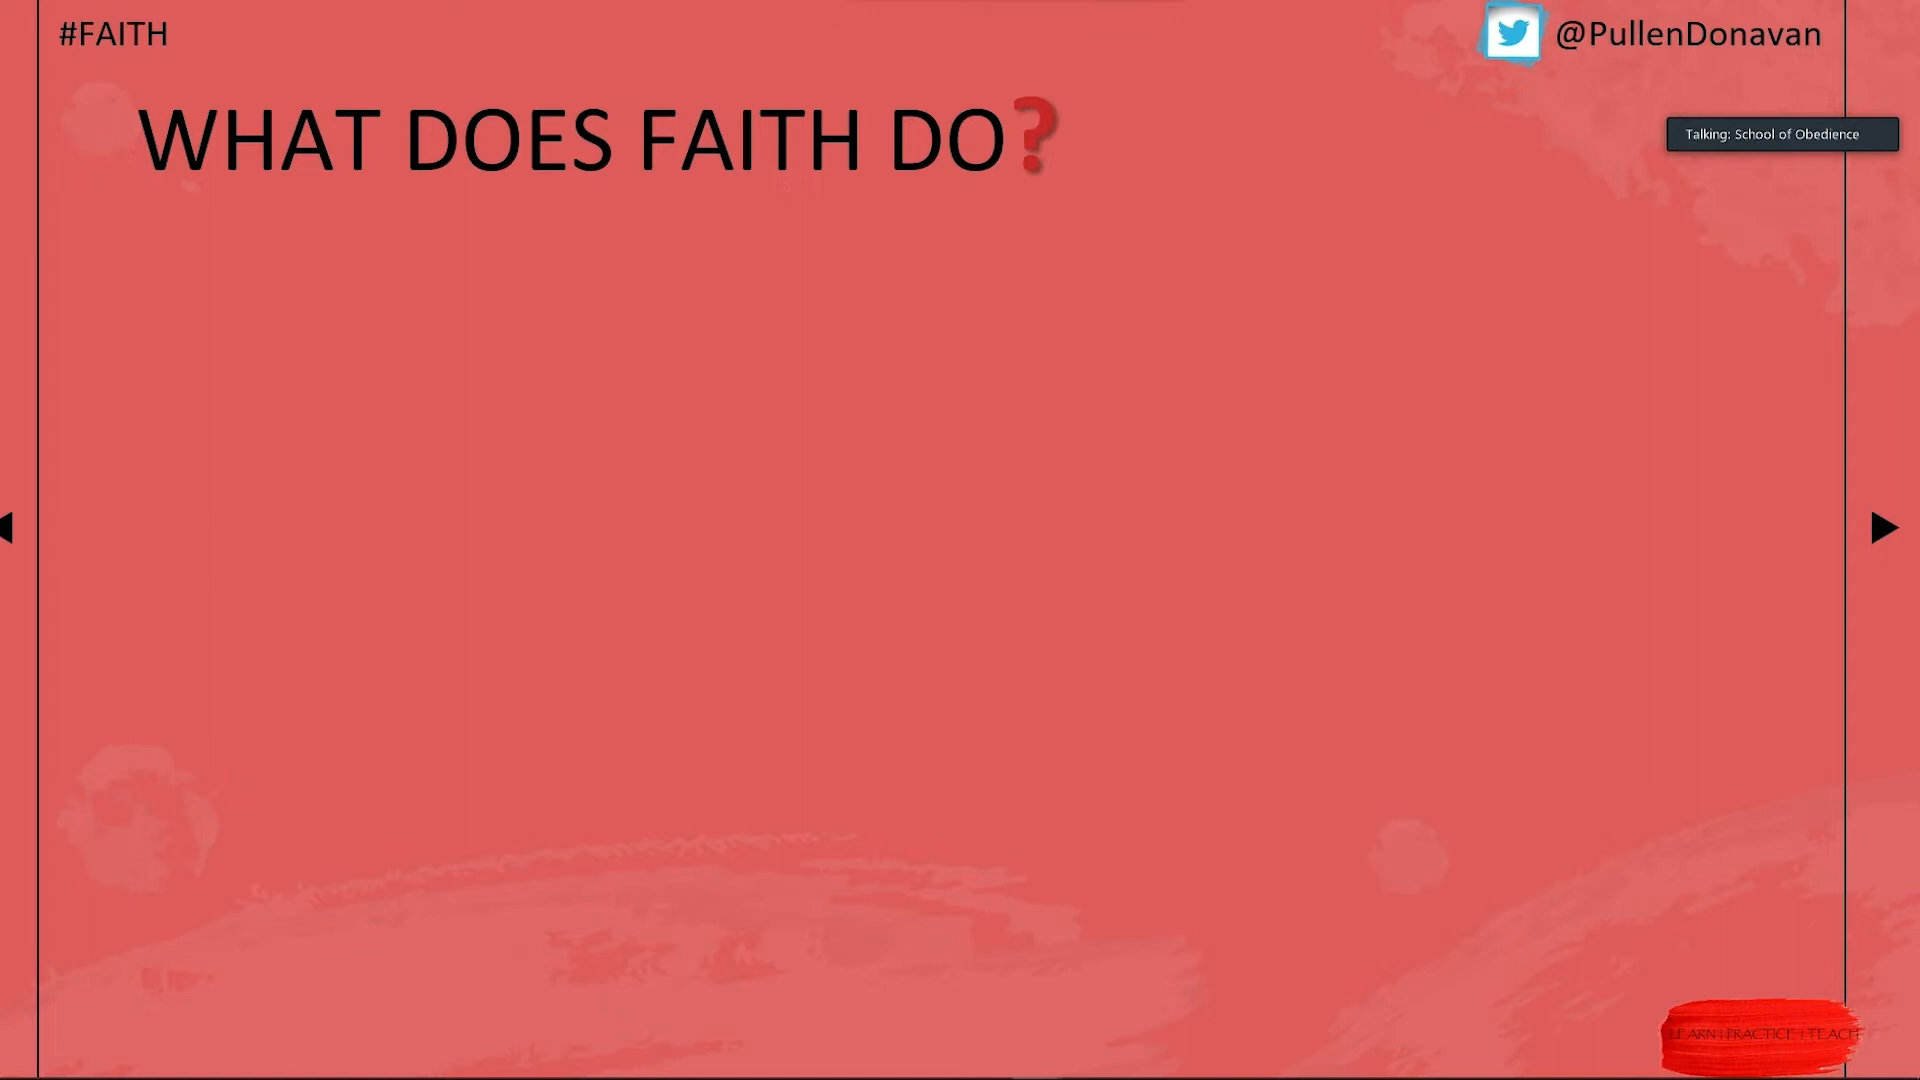 #FAITH
@PullenDonavan
WHAT DOES FAITH DO?
Talking: School of Obedience
LEARN | PRACTICE | TEACH